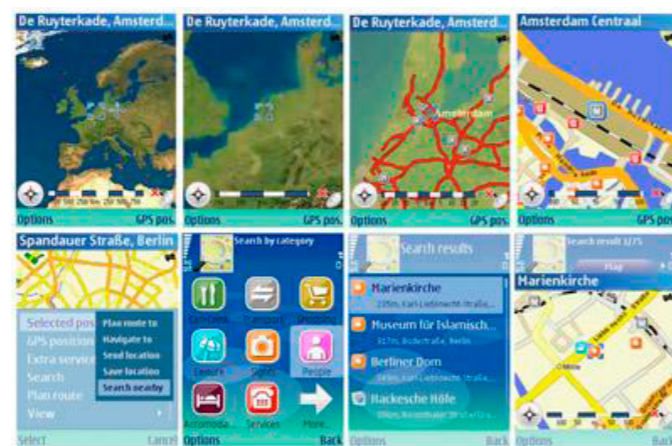 De Ruyterkade, Amsterd...
Options
GPS pos.
De Ruyterkade, Amsterd...
Options
GPS pos.
De Ruyterkade, Amsterd...
Amsterdam
Options
GPS pos.
Amsterdam Centraal
Options
GPS pos.
Spandauer Straße, Berlin
Selected pos
GPS position
Extra service
Search
Plan route
View
Plan route to
Navigate to
Send location
Save location
Search nearby
Select
Cancel
Search by category
Transport
Shopping
Leisure
Sights
People
Accomoda
Services
More...
Options
Back
Search results
Marienkirche
Museum für Islamisch...
Berliner Dom
Hackesche Höfe
Options
Back
Search result 1/75
Map
Marienkirche
Options
Back